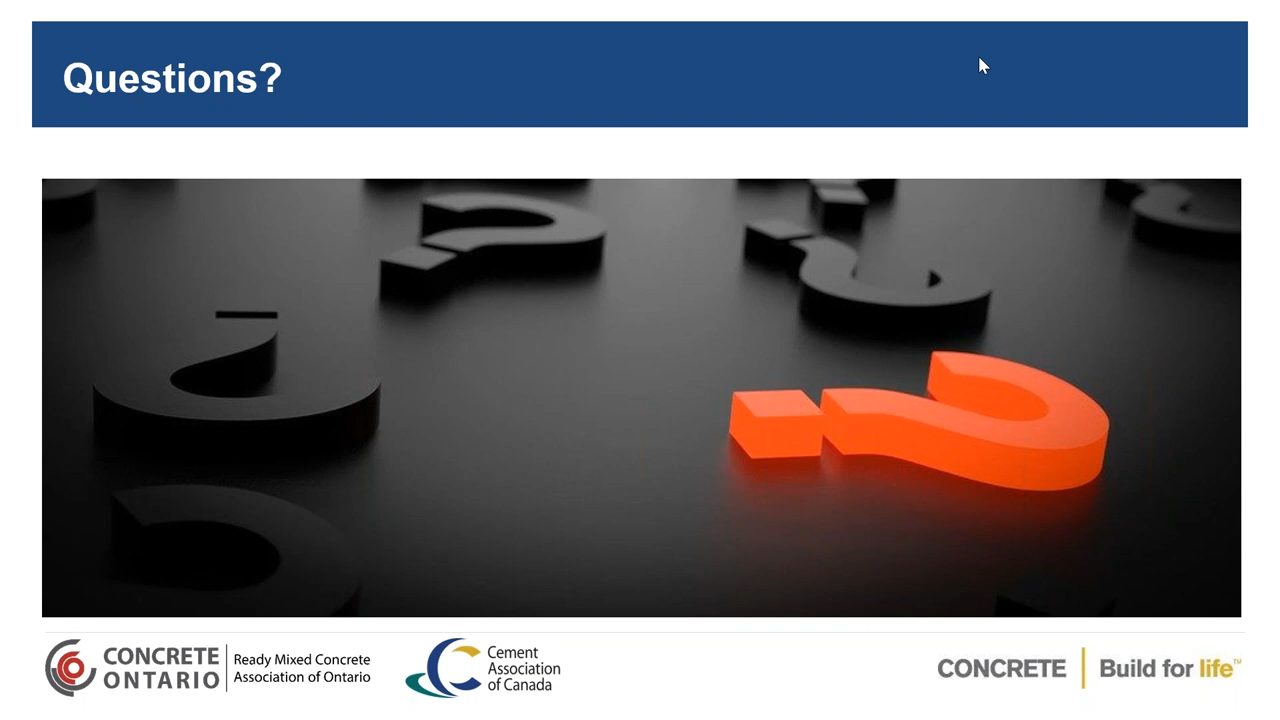 Questions?
CONCRETE
ONTARIO
Ready Mixed Concrete
Association of Ontario
Cement
Association
of Canada
CONCRETE | Build for life™